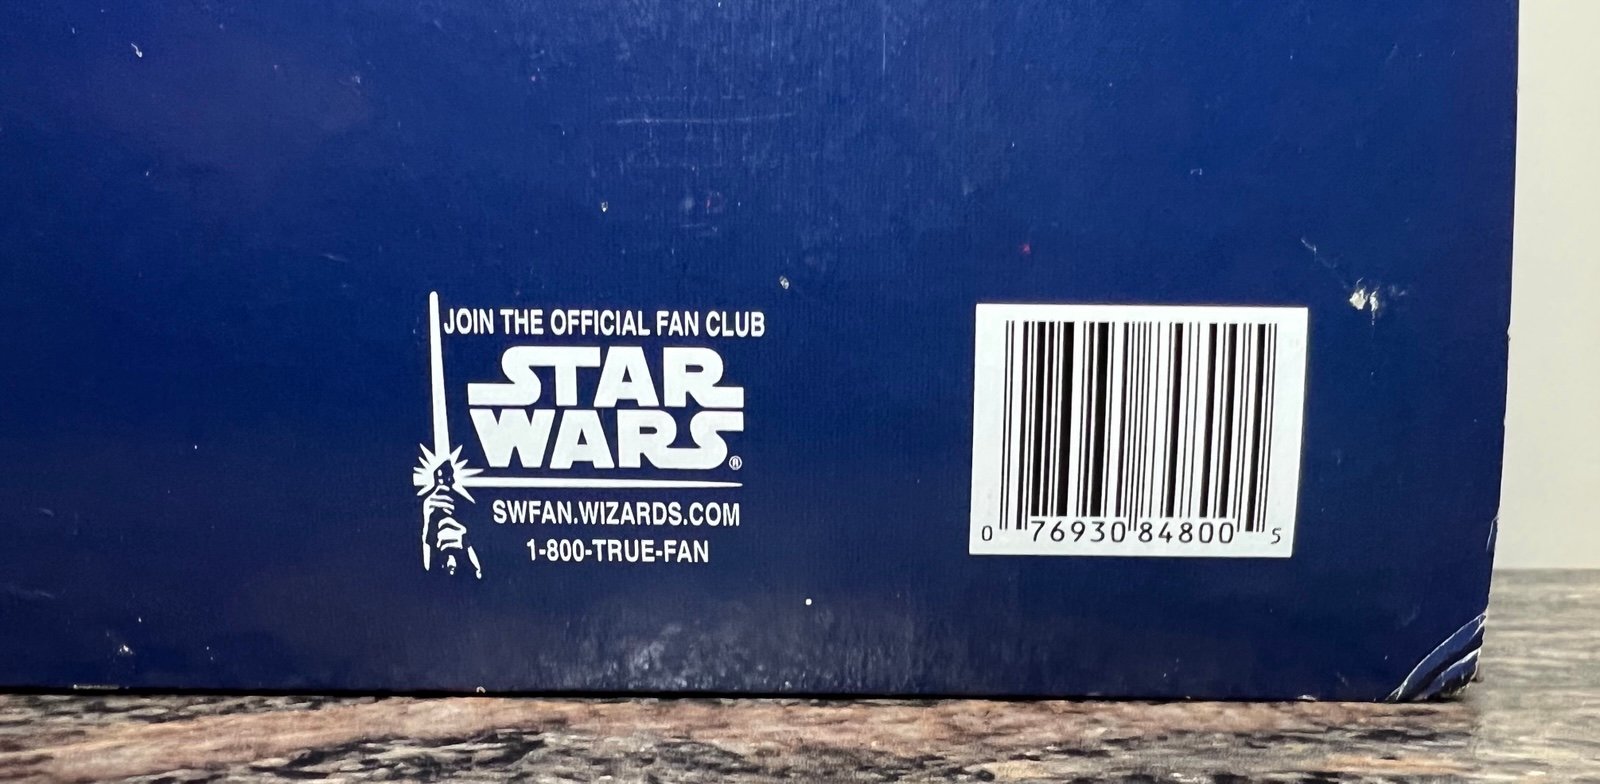 JOIN THE OFFICIAL FAN CLUB
STAR
WARS®
SWFAN.WIZARDS.COM
1-800-TRUE-FAN
0 76930 84800 5